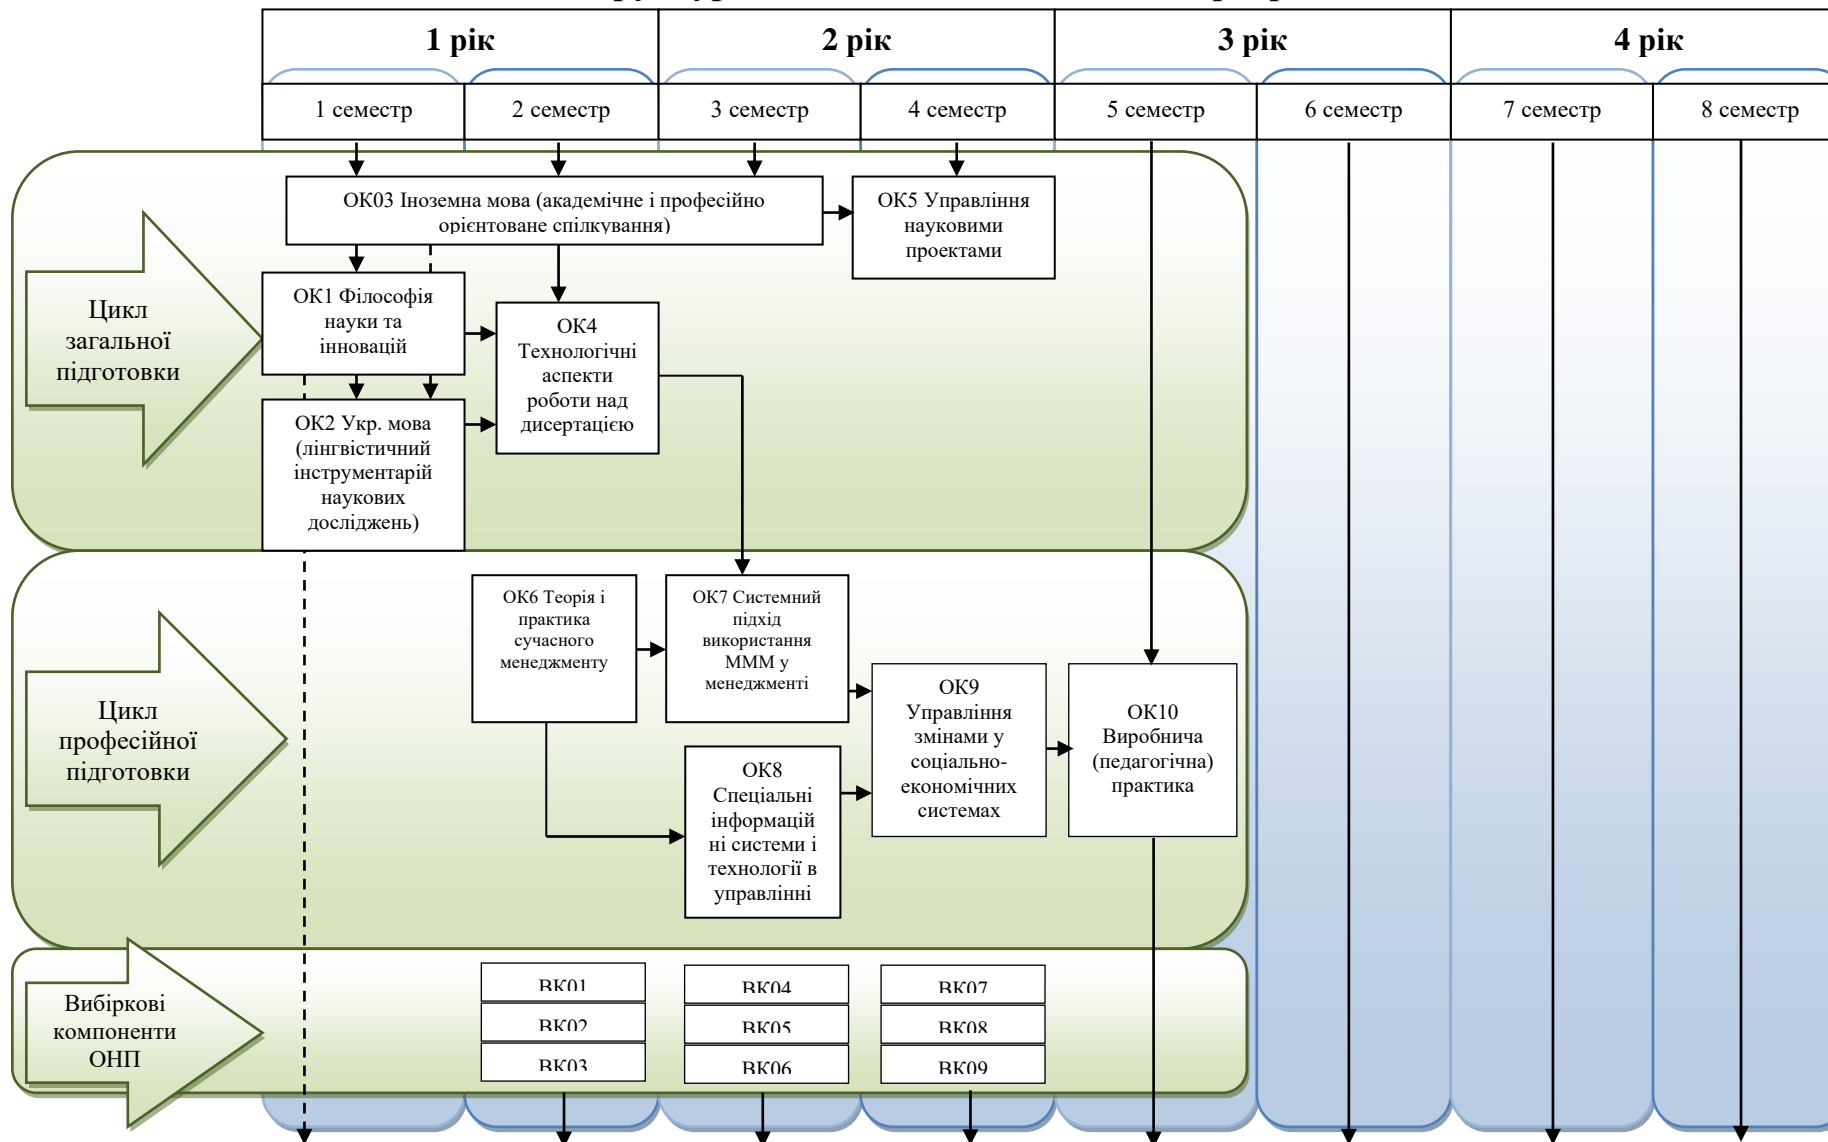 1 рік
2 рік
3 рік
4 рік
1 семестр
2 семестр
3 семестр
4 семестр
5 семестр
6 семестр
7 семестр
8 семестр
Цикл
загальної
підготовки
ОК03 Іноземна мова (академічне і професійно
орієнтоване спілкування)
ОК5 Управління
науковими
проектами
ОК1 Філософія
науки та
інновацій
ОК4
Технологічні
аспекти
роботи над
дисертацією
ОК2 Укр. мова
(лінгвістичний
інструментарій
наукових
досліджень)
Цикл
професійної
підготовки
ОК6 Теорія і
практика
сучасного
менеджменту
ОК7 Системний
підхід
використання
МММ у
менеджменті
ОК8
Спеціальні
інформацій
ні системи і
технології в
управлінні
ОК9
Управління
змінами у
соціально-
економічних
системах
ОК10
Виробнича
(педагогічна)
практика
Вибіркові
компоненти
ОНП
ВК01
ВК02
ВК03
ВК04
ВК05
ВК06
ВК07
ВК08
ВК09